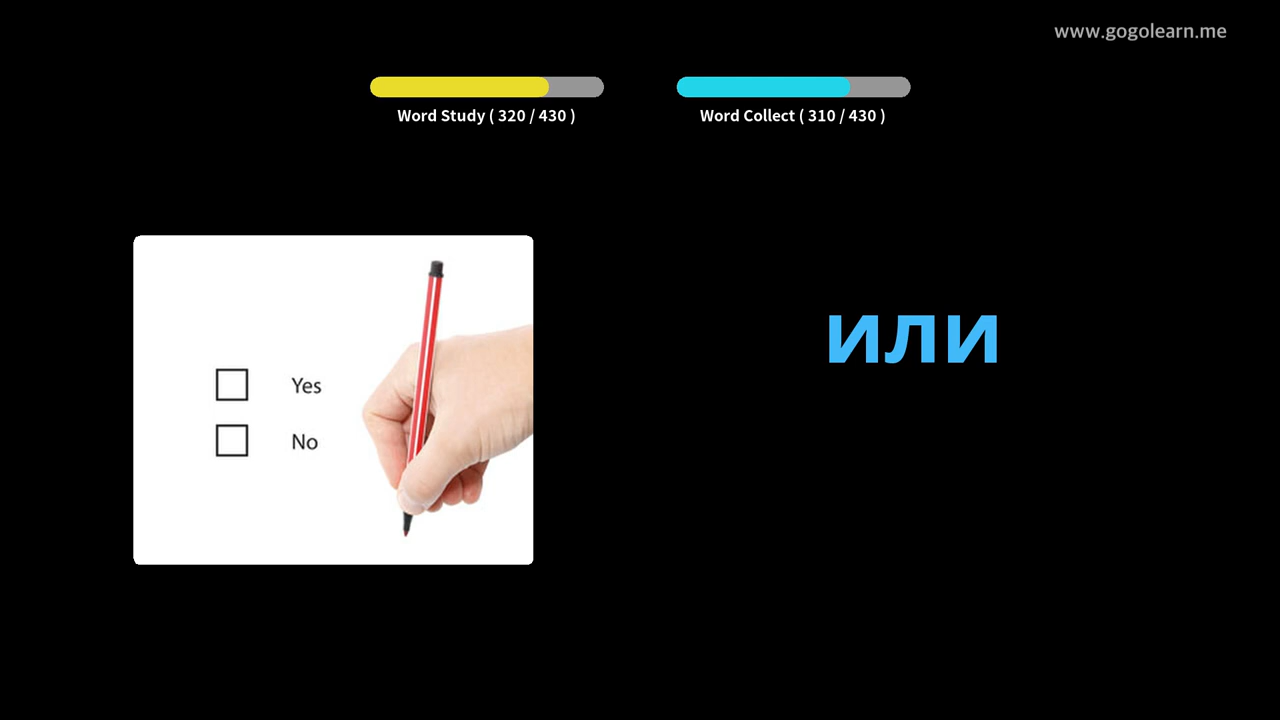 www.gogolearn.me
Word Study ( 320 / 430 )
Word Collect ( 310 / 430 )
Yes
No
или